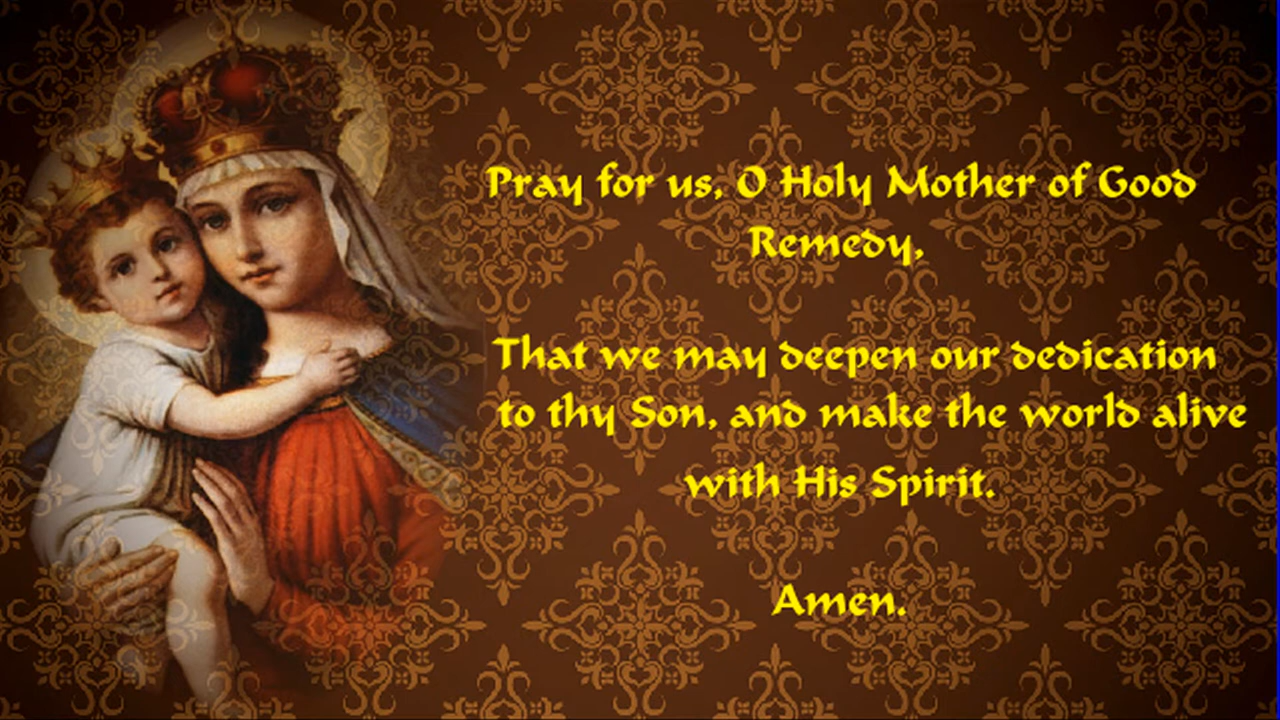 Pray for us, O Holy Mother of Good
Remedy,
That we may deepen our dedication
to thy Son, and make the world alive
with His Spirit.
Amen.